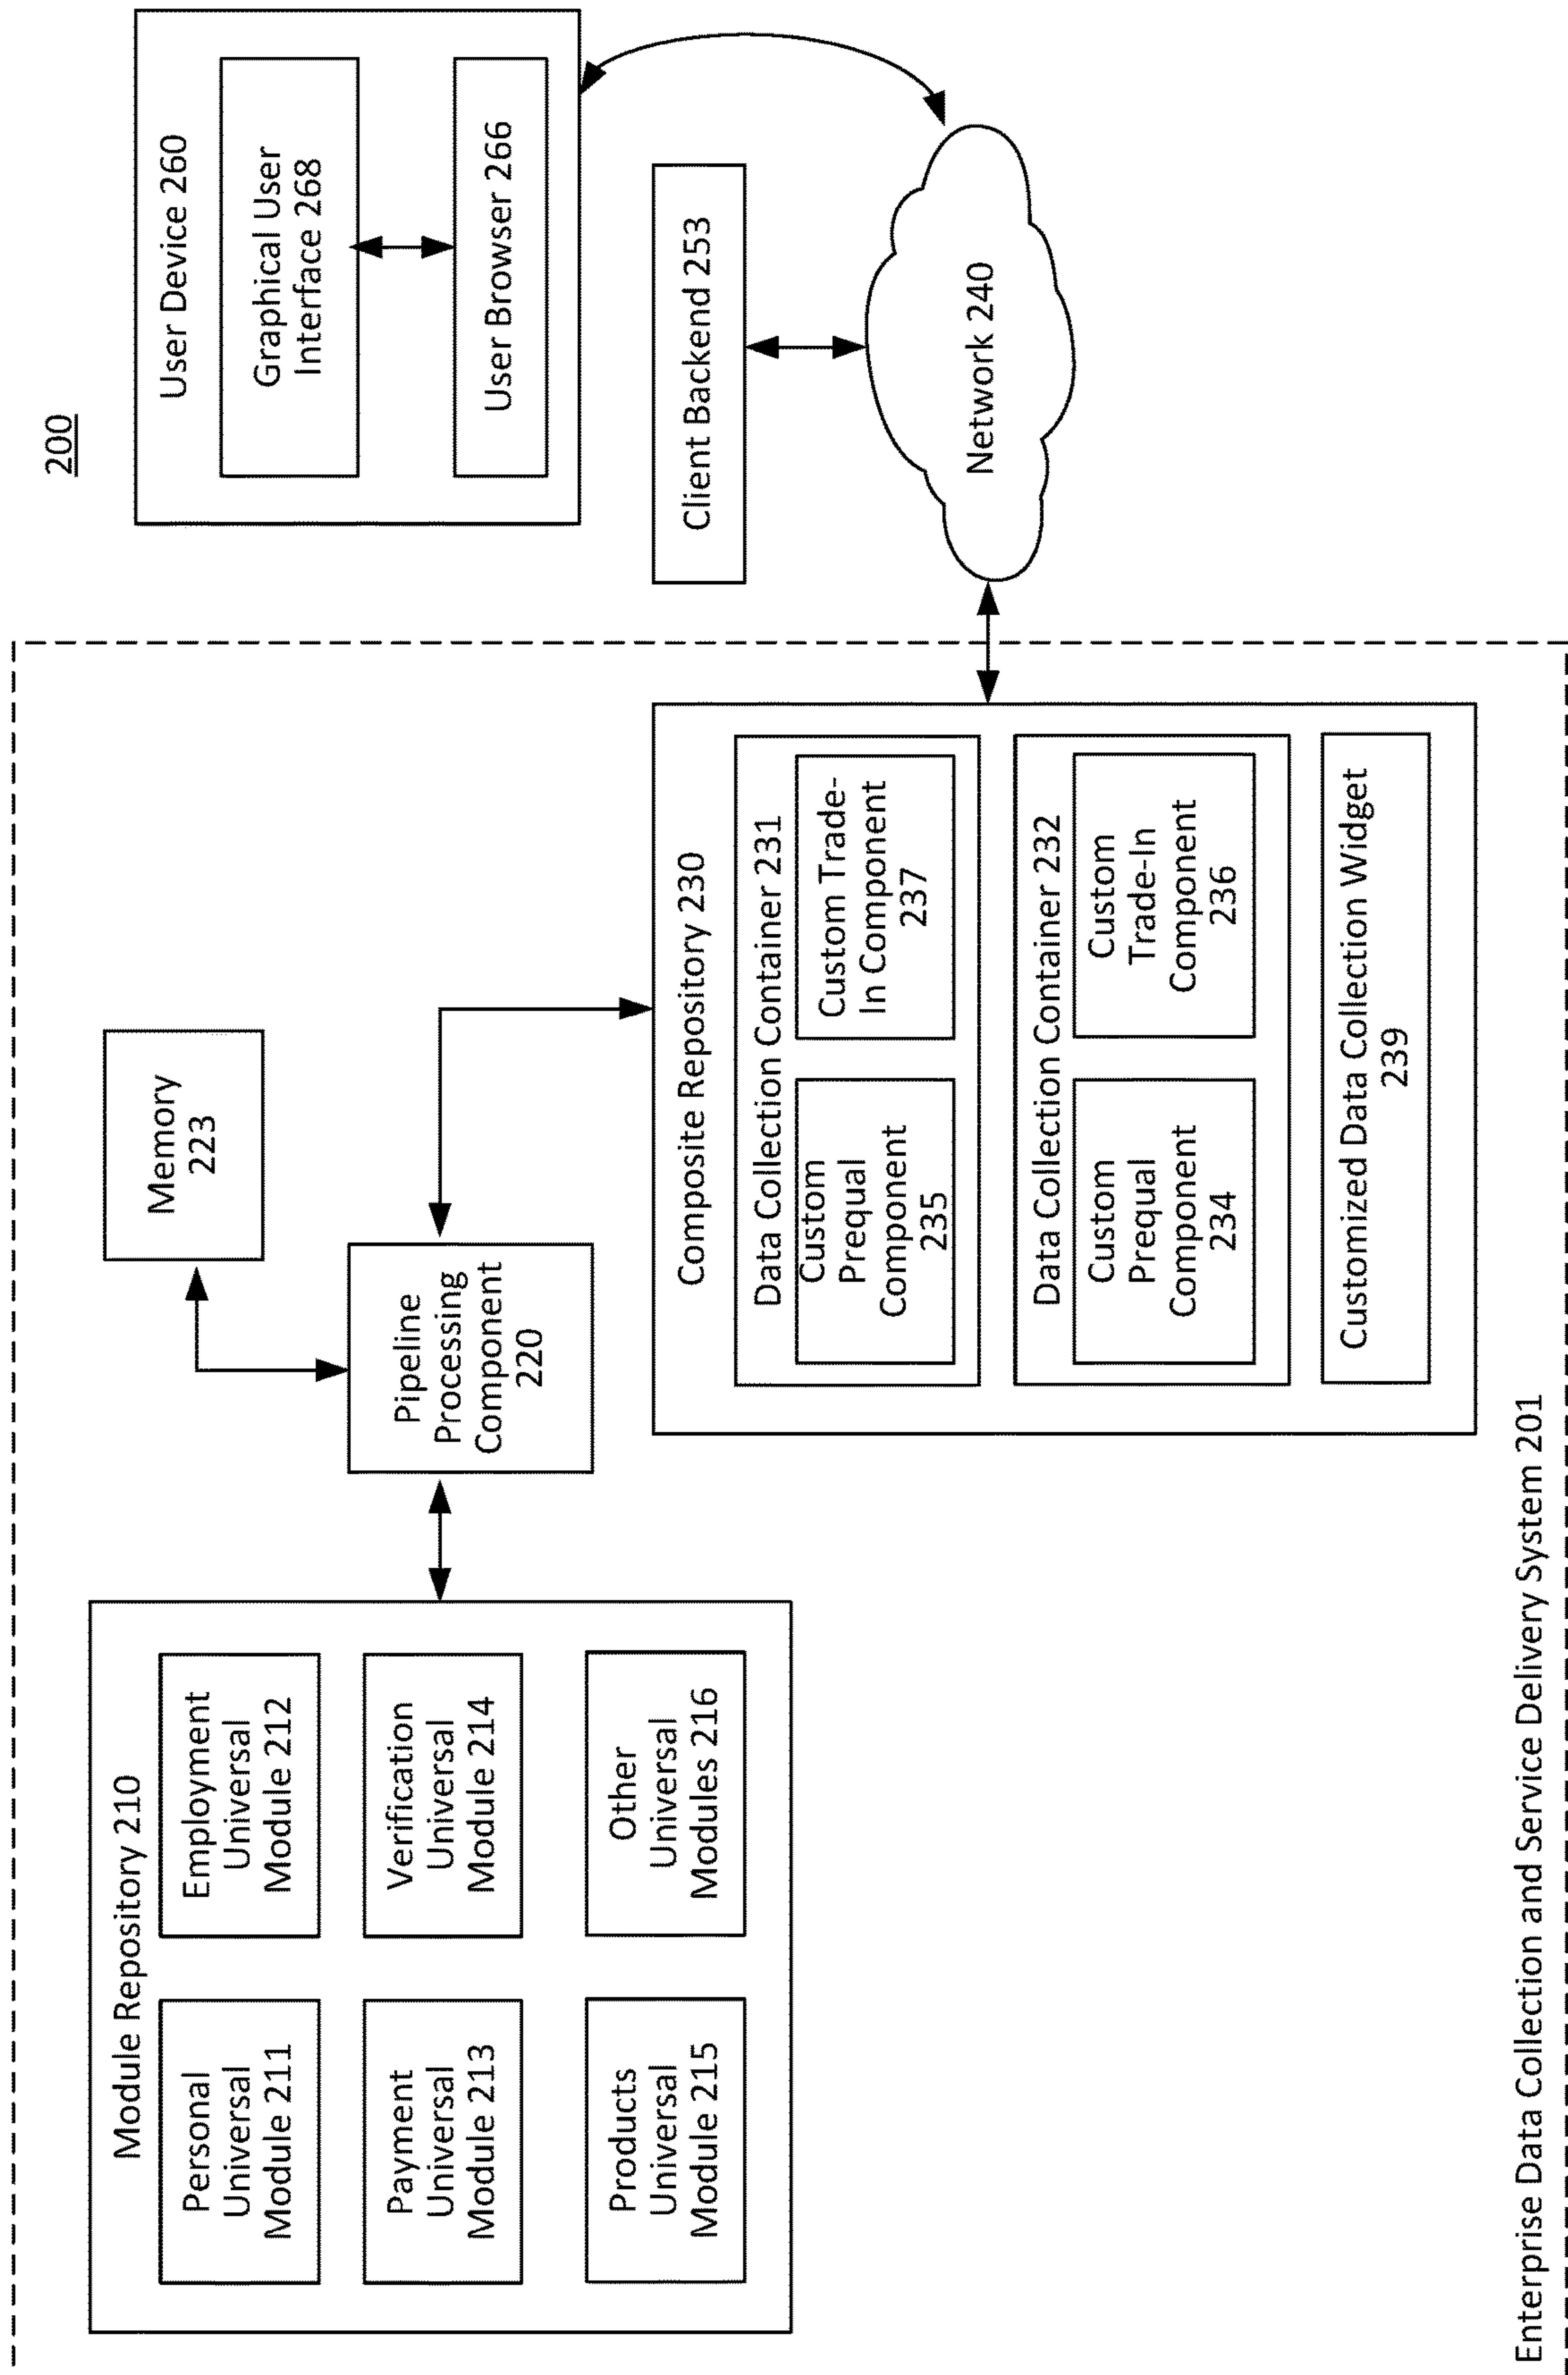 200
Module Repository 210
Personal
Universal
Module 211
Employment
Universal
Module 212
Payment
Universal
Module 213
Verification
Universal
Module 214
Products
Universal
Module 215
Other
Universal
Modules 216
Memory
223
Pipeline
Processing
Component
220
Composite Repository 230
Data Collection Container 231
Custom
Prequal
Component
235
Custom Trade-
In Component
237
Data Collection Container 232
Custom
Prequal
Component
234
Custom
Trade-In
Component
236
Customized Data Collection Widget
239
User Device 260
Graphical User
Interface 268
User Browser 266
Client Backend 253
Network 240
Enterprise Data Collection and Service Delivery System 201